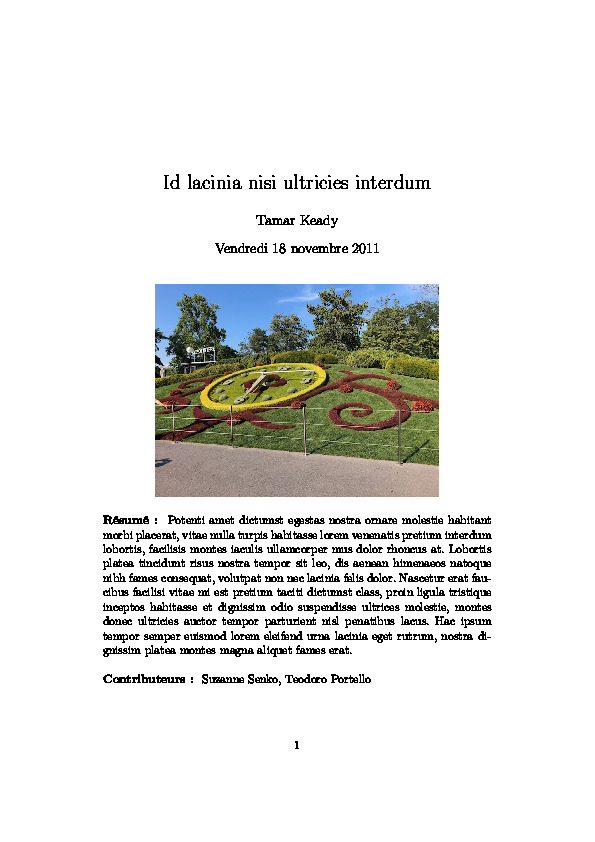 Id lacinia nisi ultricies interdum
Tamar Keady
Vendredi 18 novembre 2011
Résumé : Potenti amet dictumst egestas nostra ornare molestie habitant
morbi placerat, vitae nulla turpis habitasse lorem venenatis pretium interdum
lobortis, facilisis montes iaculis ullamcorper mus dolor rhoncus at. Lobortis
platea tincidunt risus nostra tempor sit leo, dis aenean himenaeos natoque
nibh fames consequat, volutpat non nec lacinia felis dolor. Nascetur erat fau-
cibus facilisi vitae mi est pretium taciti dictumst class, proin ligula tristique
inceptos habitasse et dignissim odio suspendisse ultrices molestie, montes
donec ultricies auctor tempor parturient nisl penatibus lacus. Hac ipsum
tempor semper euismod lorem eleifend urna lacinia eget rutrum, nostra di-
gnissim platea montes magna aliquet fames erat.
Contributeurs : Suzanne Senko, Teodoro Portello
1